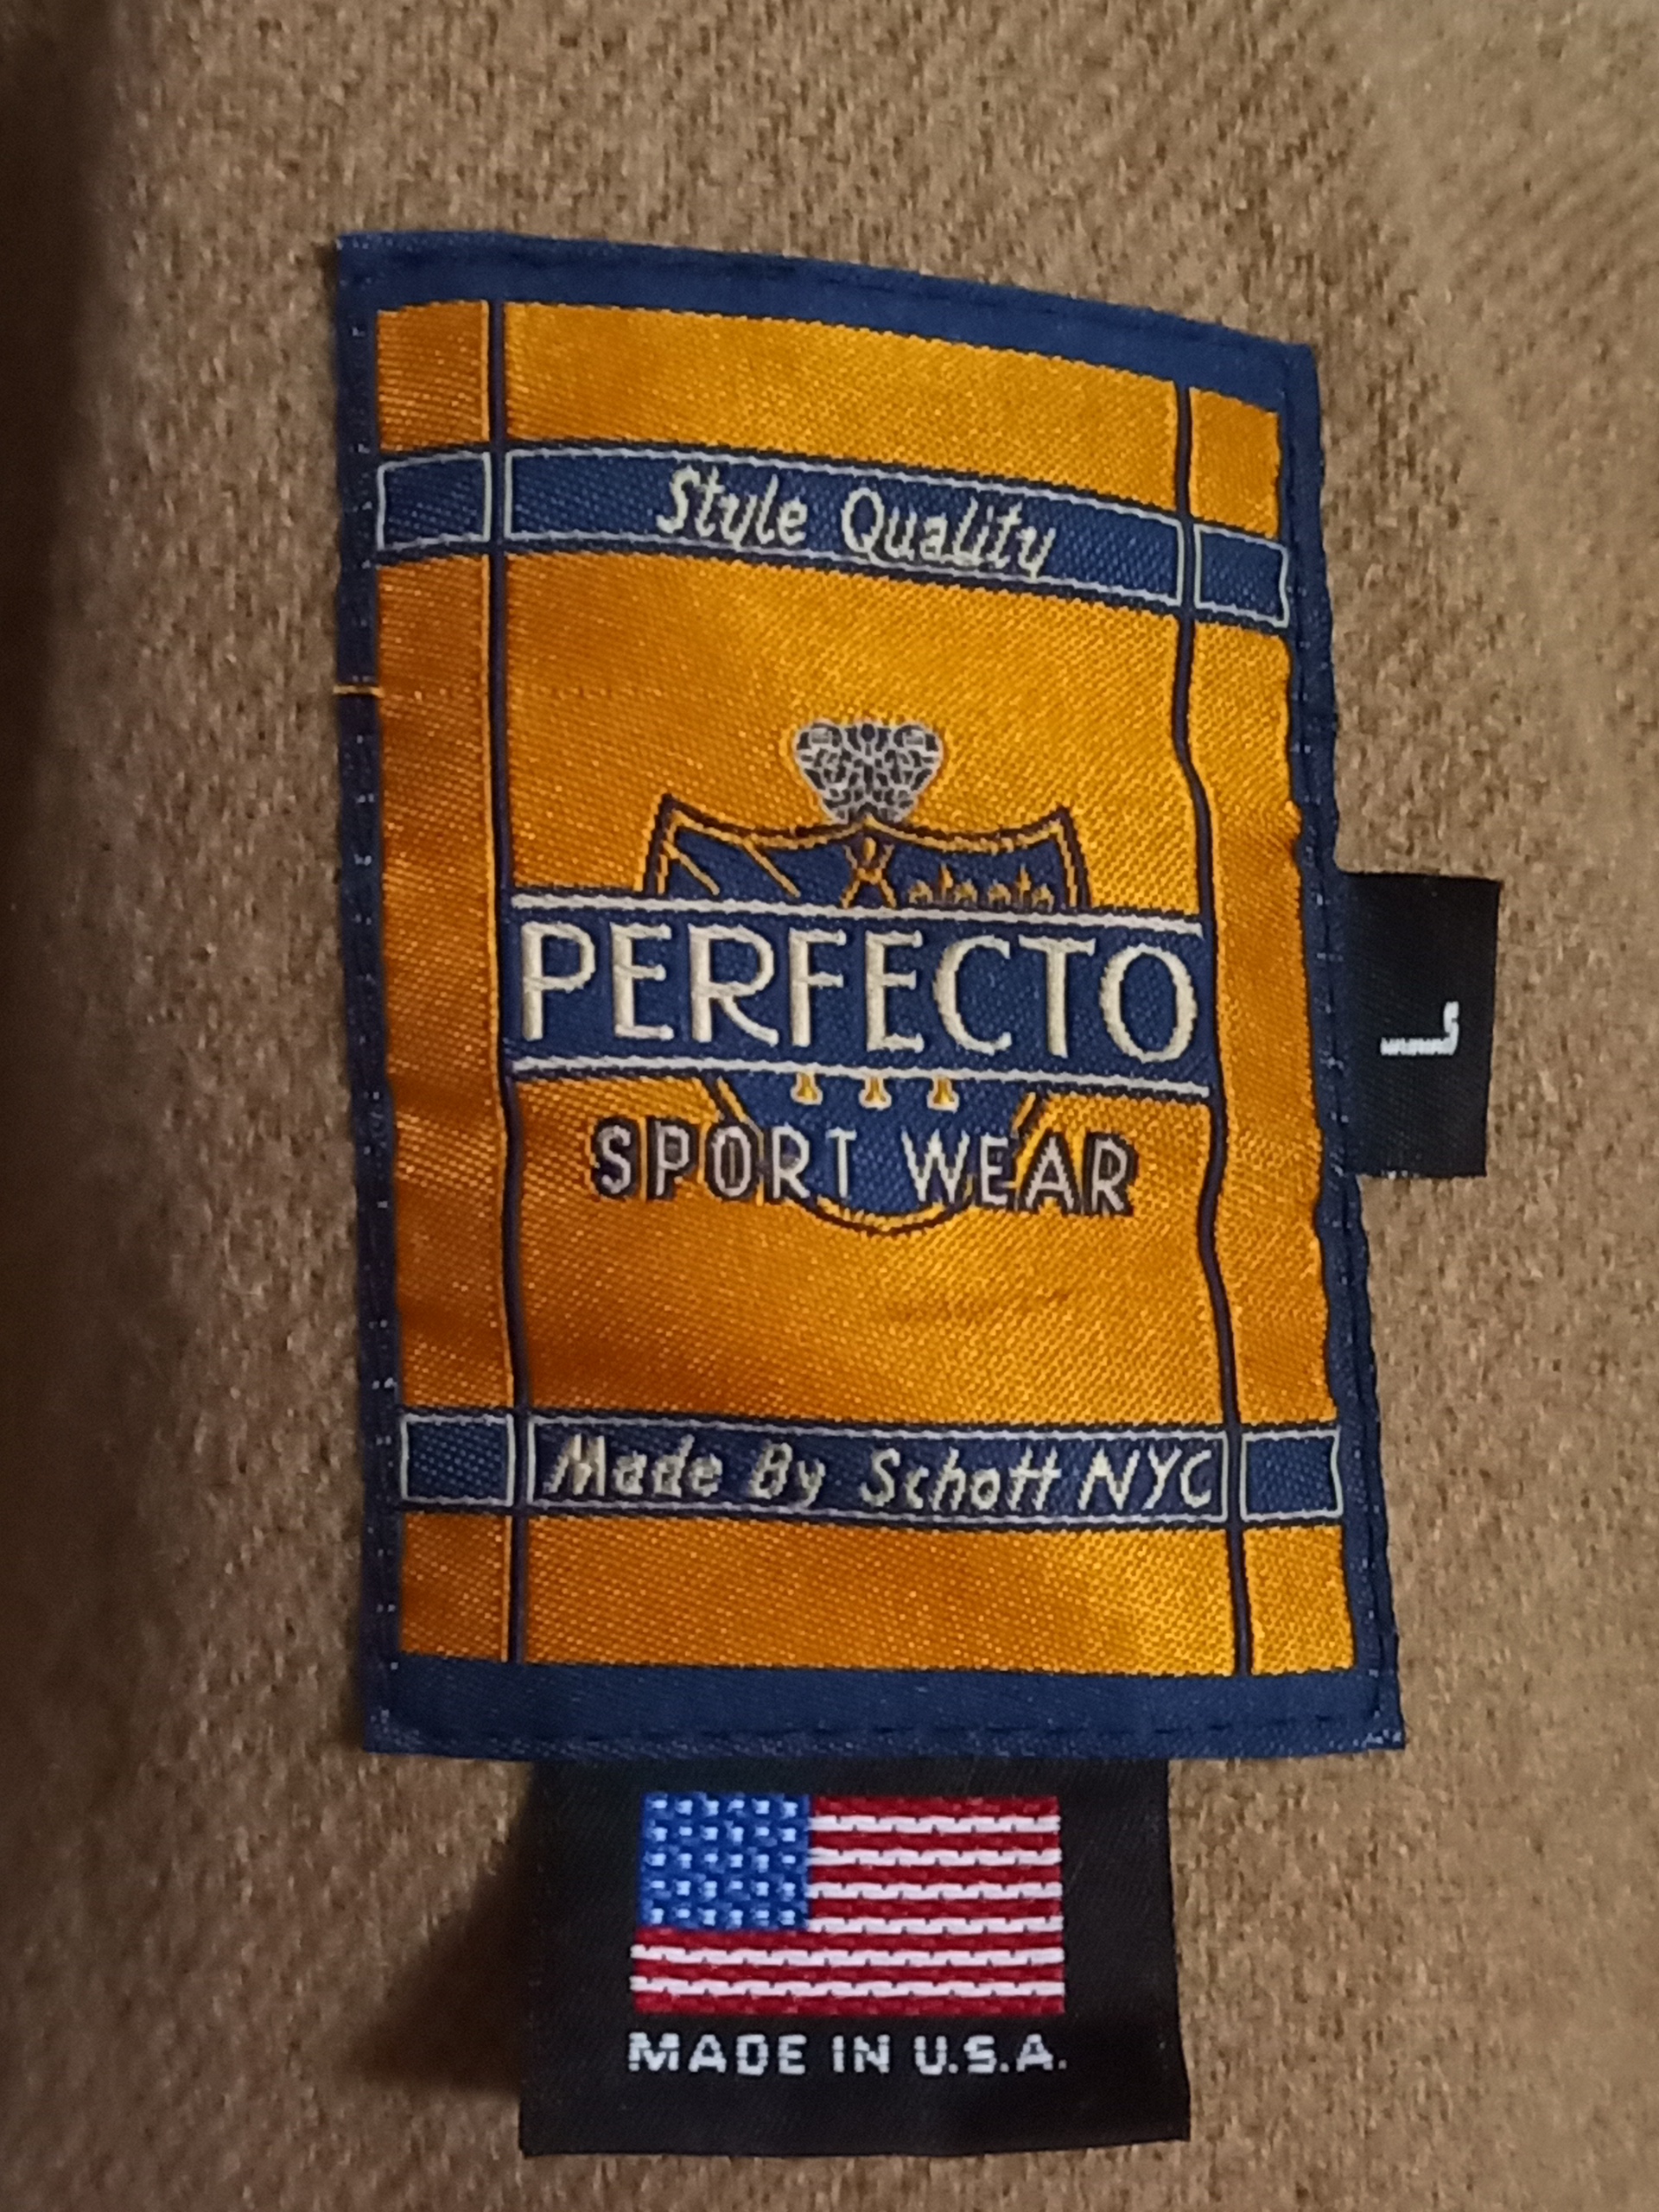 Style Quality
PERFECTO
SPORT WEAR
L
Made By Schott NYC
MADE IN U.S.A.